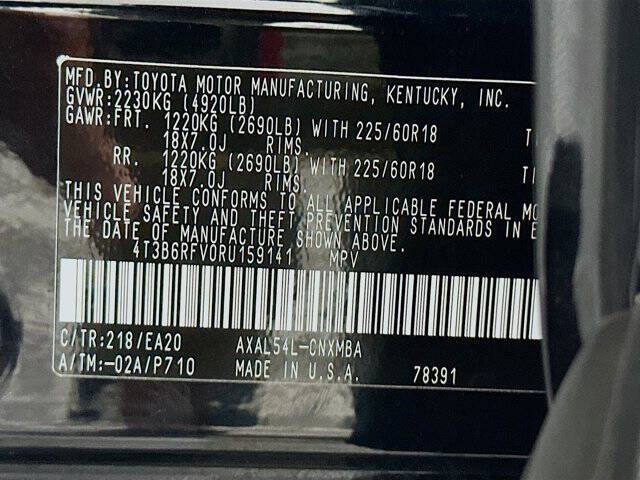 MFD.BY:TOYOTA MOTOR MANUFACTURING, KENTUCKY, INC.
GVWR:2230KG (4920LB)
GAWR:FRT. 1220KG (2690LB) WITH 225/60R18
18X7.0J RIMS.
RR. 1220KG (2690LB) WITH 225/60R18
18X7.0J RIMS.
THIS VEHICLE CONFORMS TO ALL APPLICABLE FEDERAL
VEHICLE SAFETY AND THEFT PREVENTION STANDARDS IN
THE DATE OF MANUFACTURE SHOWN ABOVE.
4T3B6RFV0RU159141 MPV
C/TR:218/EA20 AXAL54L-CNXMBA
A/TM:-02A/P710 MADE IN U.S.A. 78391